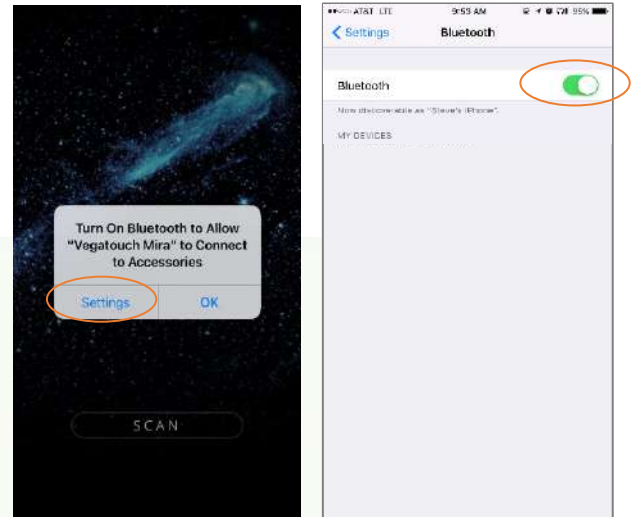 Turn On Bluetooth to Allow
"Vegatouch Mira" to Connect
to Accessories
Settings
OK
SCAN
AT&T LTE
9:53 AM
95%
Settings
Bluetooth
Bluetooth
Now discoverable as "Steve's iPhone".
MY DEVICES